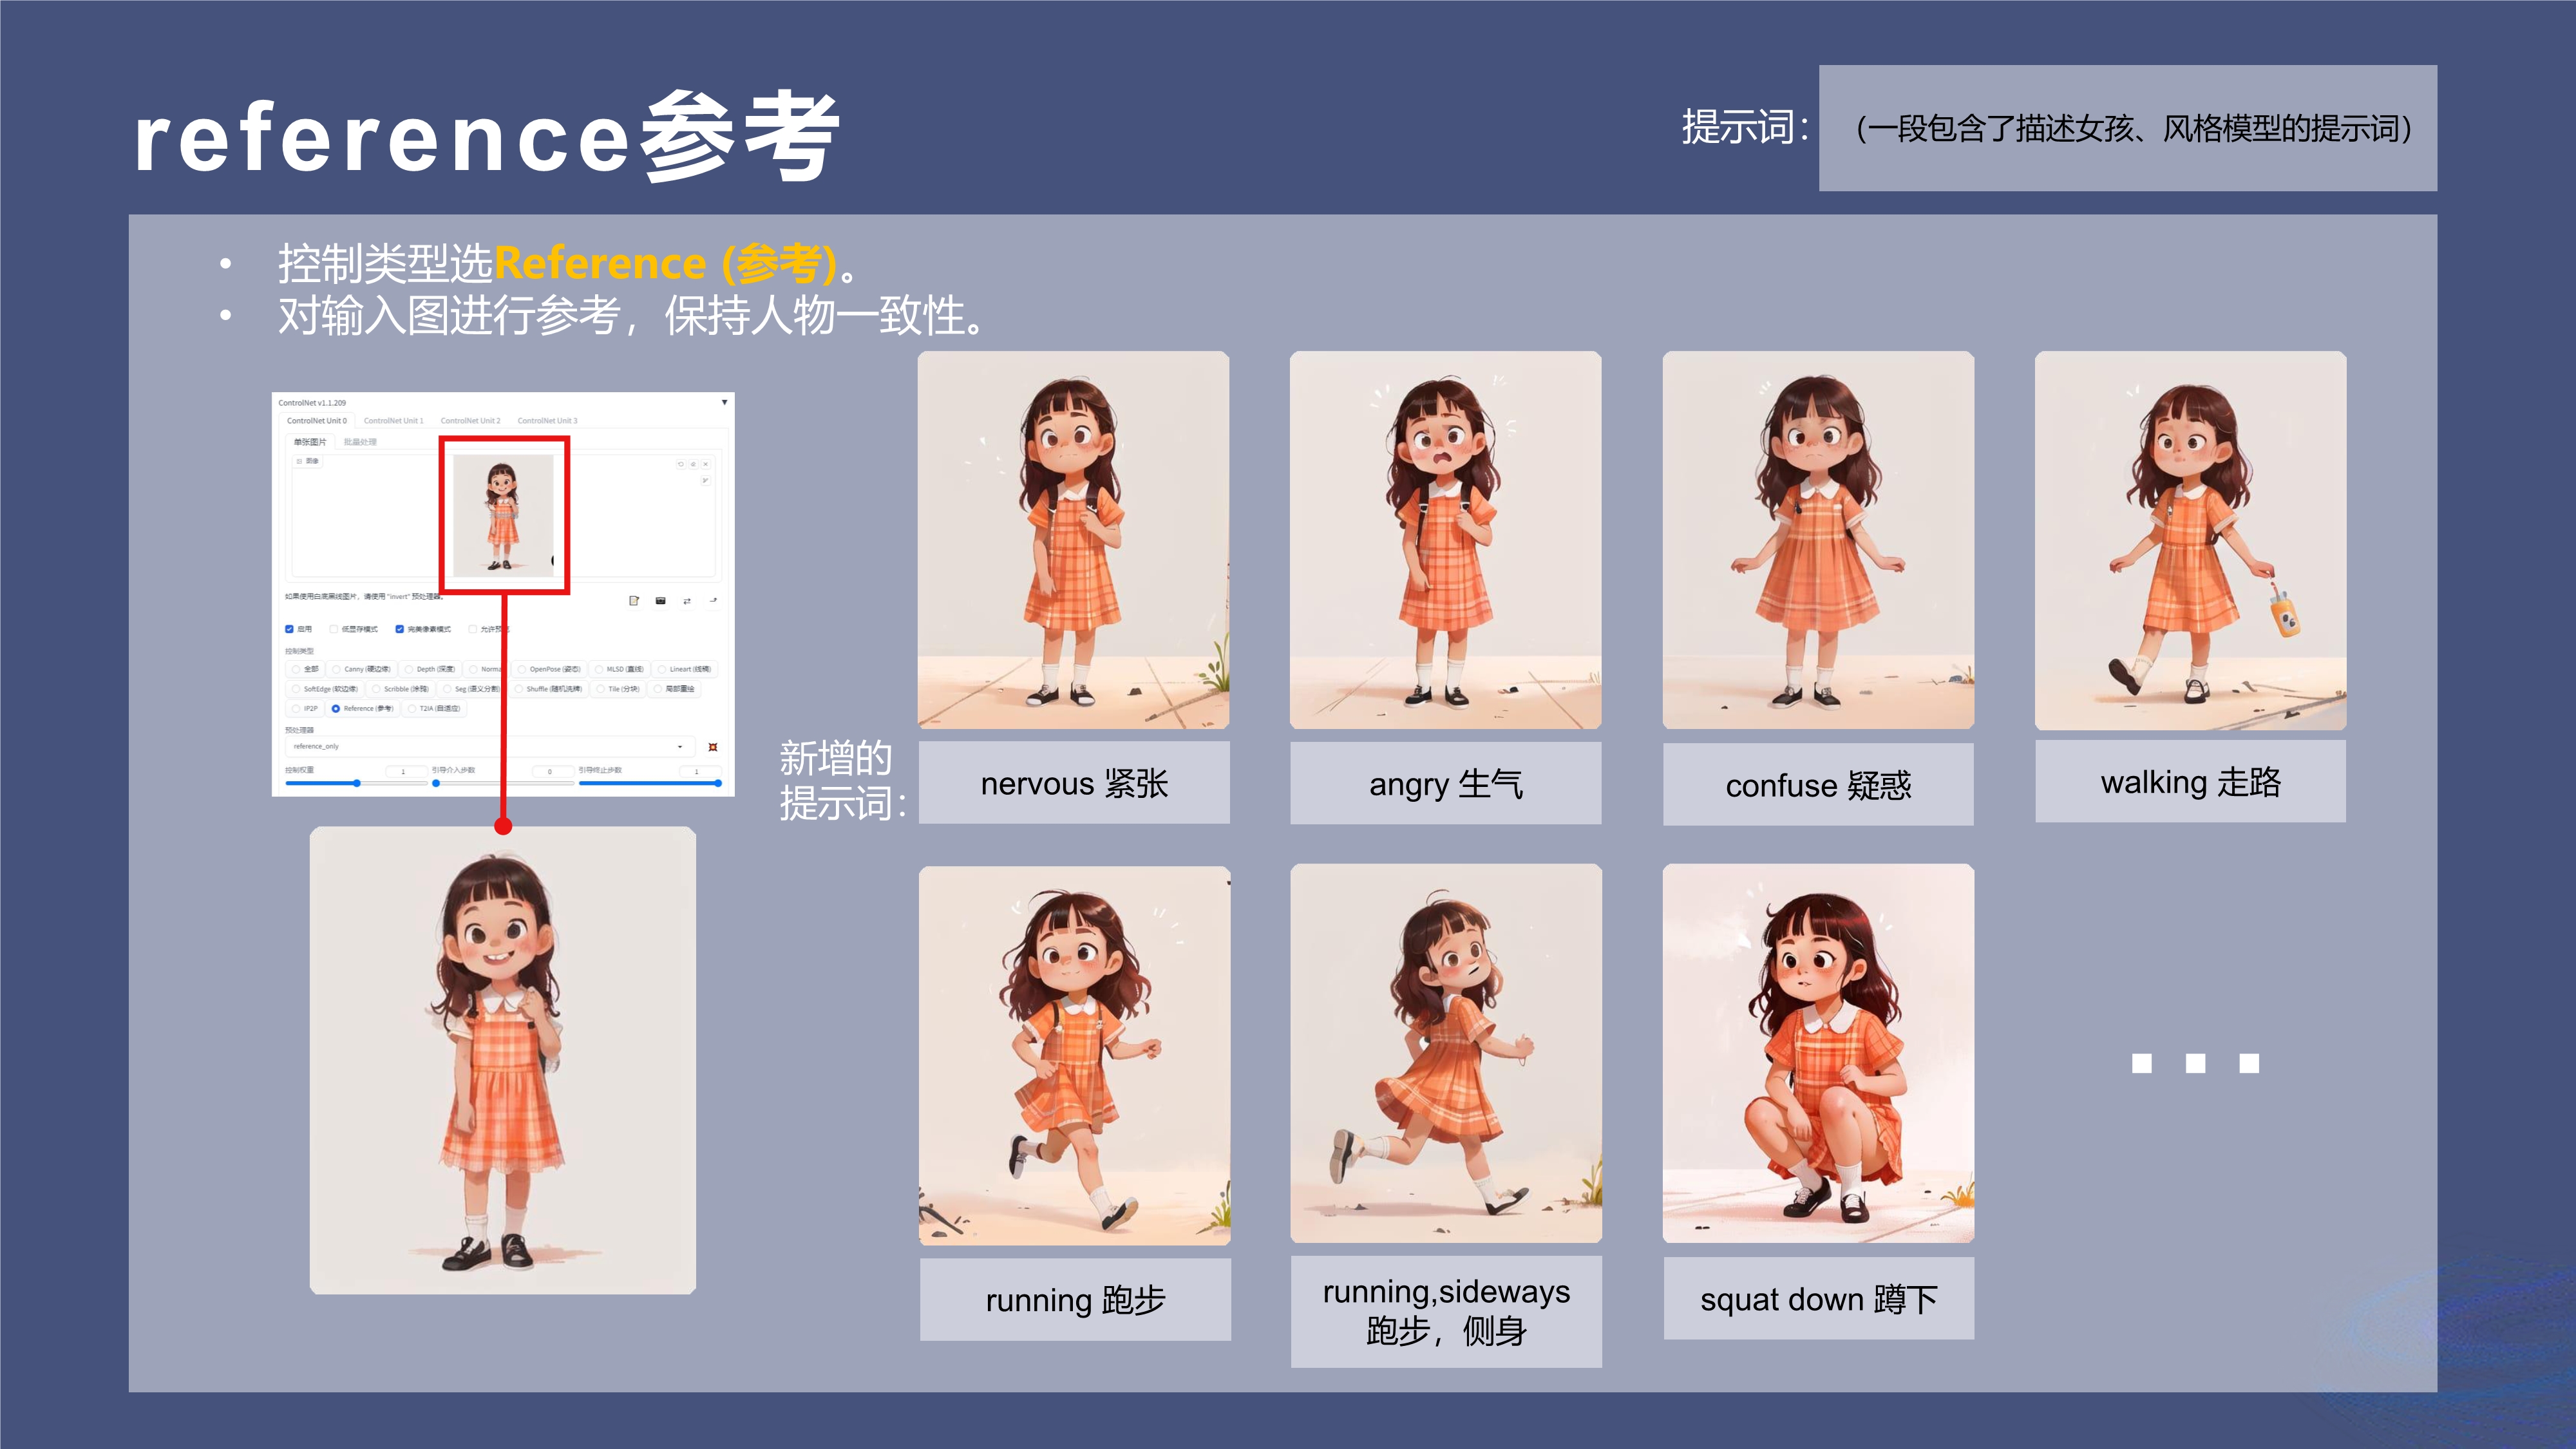 reference参考
提示词：
（一段包含了描述女孩、风格模型的提示词）
• 控制类型选Reference (参考)。
• 对输入图进行参考，保持人物一致性。
ControlNet v1.1.209
ControlNet Unit 0 ControlNet Unit 1 ControlNet Unit 2 ControlNet Unit 3
单张图片 批量处理
图像
如果使用白底黑线图片，请使用 "invert" 预处理器。
启用 低显存模式 完美像素模式 允许预
控制类型
全部 Canny (硬边缘) Depth (深度) Norma OpenPose (姿态) MLSD (直线) Lineart (线稿)
SoftEdge (软边缘) Scribble (涂鸦) Seg (语义分割) Shuffle (随机洗牌) Tile (分块) 局部重绘
IP2P Reference (参考) T2IA (自适应)
预处理器
reference_only
控制权重 1 引导介入步数 0 引导终止步数 1
新增的
提示词：
nervous 紧张
angry 生气
confuse 疑惑
walking 走路
running 跑步
running,sideways
跑步，侧身
squat down 蹲下